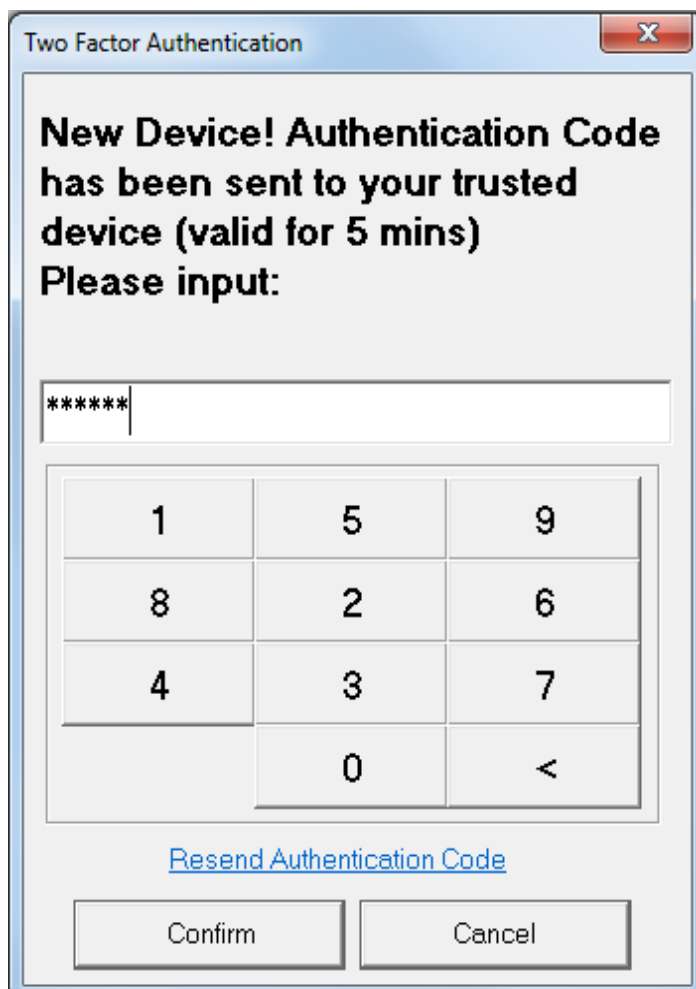 Two Factor Authentication
X
New Device! Authentication Code
has been sent to your trusted
device (valid for 5 mins)
Please input:
******
1 5 9
8 2 6
4 3 7
0 <
Resend Authentication Code
Confirm Cancel